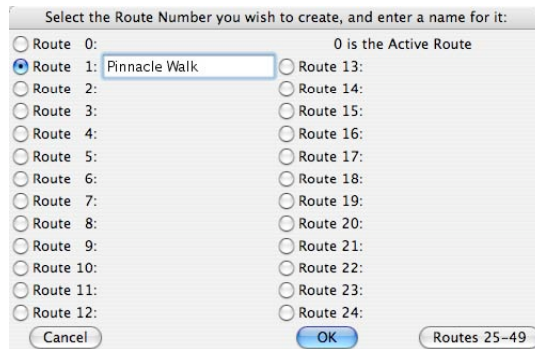 Select the Route Number you wish to create, and enter a name for it:
Route 0: 0 is the Active Route
Route 1: Pinnacle Walk Route 13:
Route 2: Route 14:
Route 3: Route 15:
Route 4: Route 16:
Route 5: Route 17:
Route 6: Route 18:
Route 7: Route 19:
Route 8: Route 20:
Route 9: Route 21:
Route 10: Route 22:
Route 11: Route 23:
Route 12: Route 24:
Cancel OK Routes 25-49